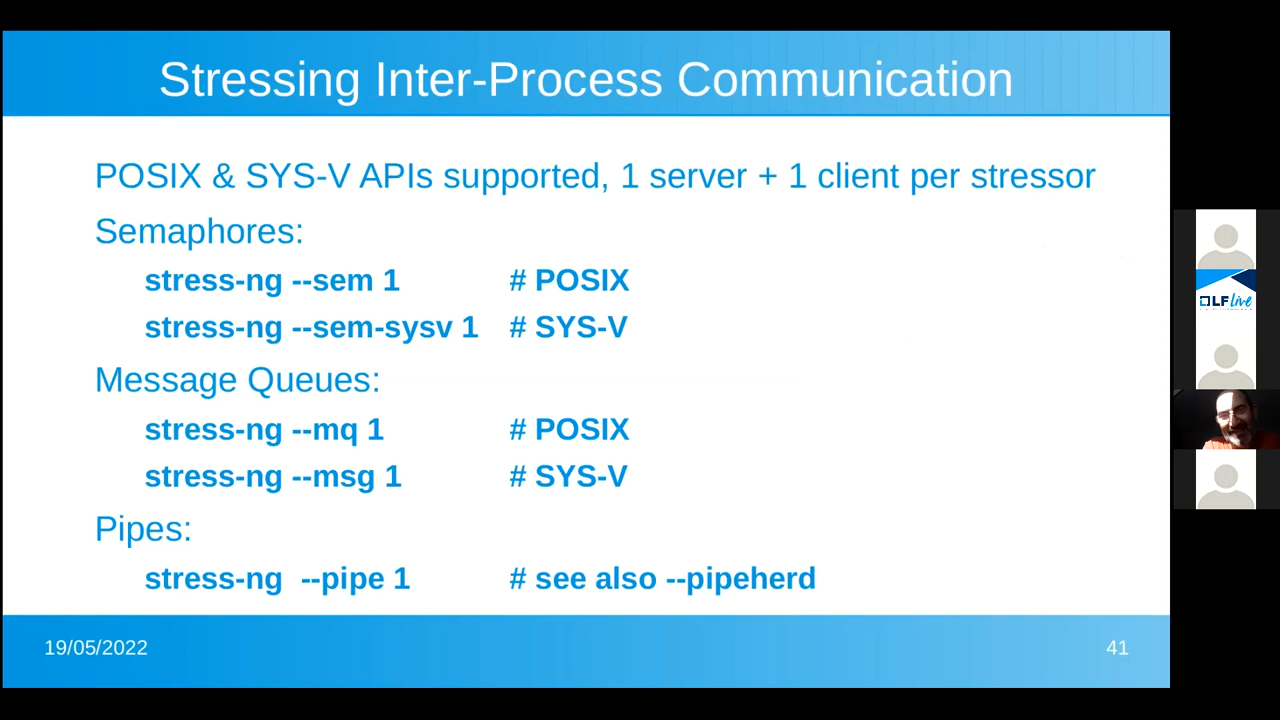 Stressing Inter-Process Communication
POSIX & SYS-V APIs supported, 1 server + 1 client per stressor
Semaphores:
stress-ng --sem 1 # POSIX
stress-ng --sem-sysv 1 # SYS-V
Message Queues:
stress-ng --mq 1 # POSIX
stress-ng --msg 1 # SYS-V
Pipes:
stress-ng --pipe 1 # see also --pipeherd
19/05/2022
41
LF Live